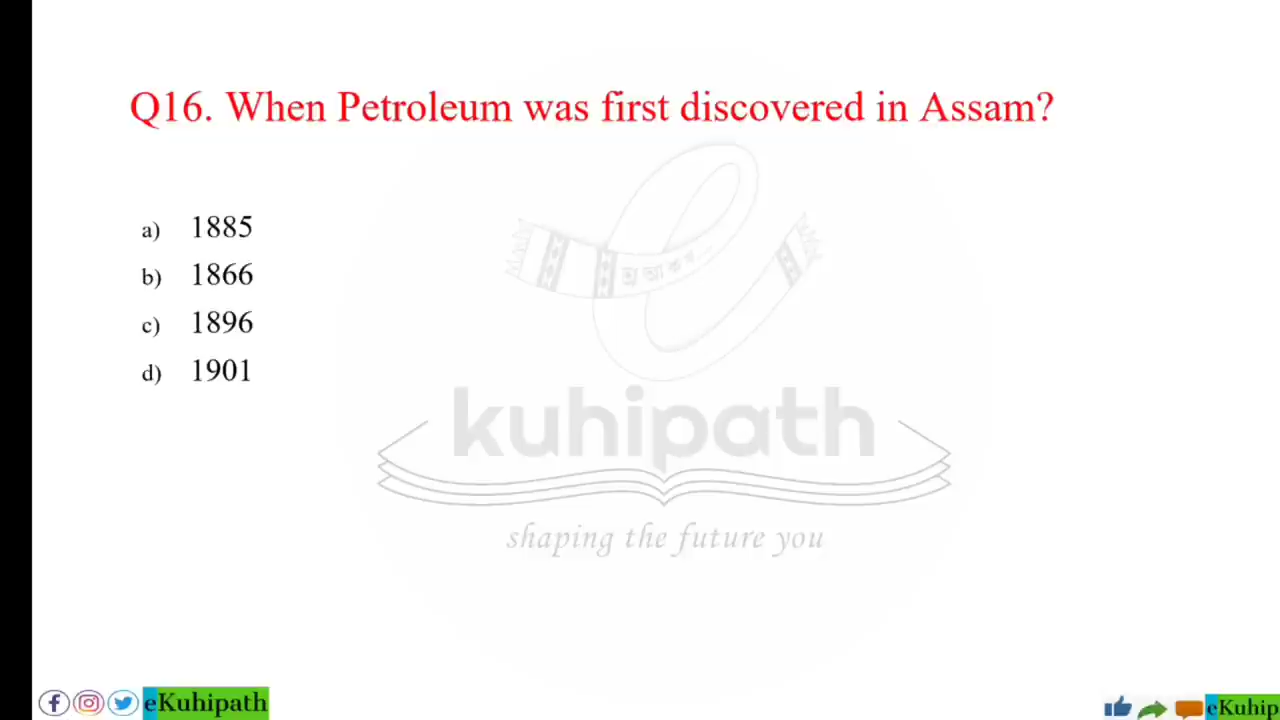 Q16. When Petroleum was first discovered in Assam?
a) 1885
b) 1866
c) 1896
d) 1901
kuhipath
shaping the future you
eKuhipath
eKuhip